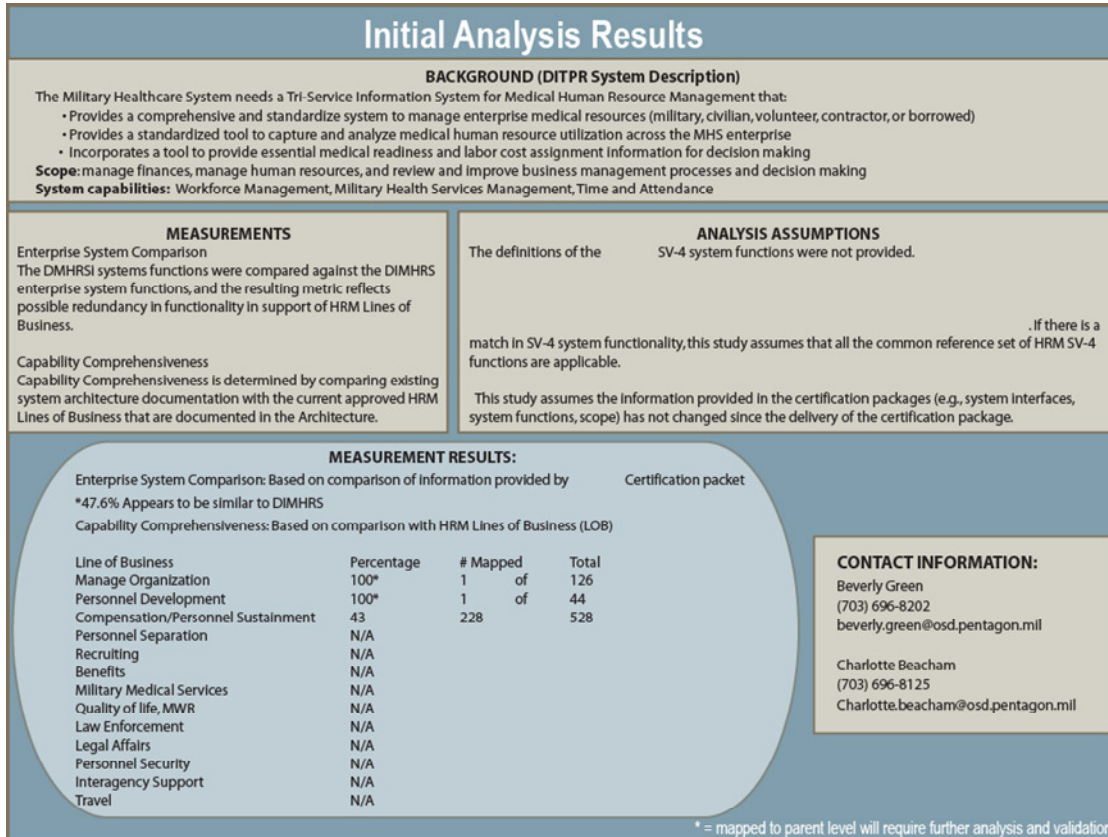 Initial Analysis Results
BACKGROUND (DITPR System Description)
The Military Healthcare System needs a Tri-Service Information System for Medical Human Resource Management that:
• Provides a comprehensive and standardize system to manage enterprise medical resources (military, civilian, volunteer, contractor, or borrowed)
• Provides a standardized tool to capture and analyze medical human resource utilization across the MHS enterprise
• Incorporates a tool to provide essential medical readiness and labor cost assignment information for decision making
Scope: manage finances, manage human resources, and review and improve business management processes and decision making
System capabilities: Workforce Management, Military Health Services Management, Time and Attendance
MEASUREMENTS
Enterprise System Comparison
The DMHRSi systems functions were compared against the DIMHRS
enterprise system functions, and the resulting metric reflects
possible redundancy in functionality in support of HRM Lines of
Business.
Capability Comprehensiveness
Capability Comprehensiveness is determined by comparing existing
system architecture documentation with the current approved HRM
Lines of Business that are documented in the Architecture.
ANALYSIS ASSUMPTIONS
The definitions of the SV-4 system functions were not provided.
. If there is a
match in SV-4 system functionality, this study assumes that all the common reference set of HRM SV-4
functions are applicable.
This study assumes the information provided in the certification packages (e.g., system interfaces,
system functions, scope) has not changed since the delivery of the certification package.
MEASUREMENT RESULTS:
Enterprise System Comparison: Based on comparison of information provided by Certification packet
*47.6% Appears to be similar to DIMHRS
Capability Comprehensiveness: Based on comparison with HRM Lines of Business (LOB)
Line of Business Percentage # Mapped Total
Manage Organization 100* 1 of 126
Personnel Development 100* 1 of 44
Compensation/Personnel Sustainment 43 228 528
Personnel Separation N/A
Recruiting N/A
Benefits N/A
Military Medical Services N/A
Quality of life, MWR N/A
Law Enforcement N/A
Legal Affairs N/A
Personnel Security N/A
Interagency Support N/A
Travel N/A
CONTACT INFORMATION:
Beverly Green
(703) 696-8202
beverly.green@osd.pentagon.mil
Charlotte Beacham
(703) 696-8125
Charlotte.beacham@osd.pentagon.mil
* = mapped to parent level will require further analysis and validation